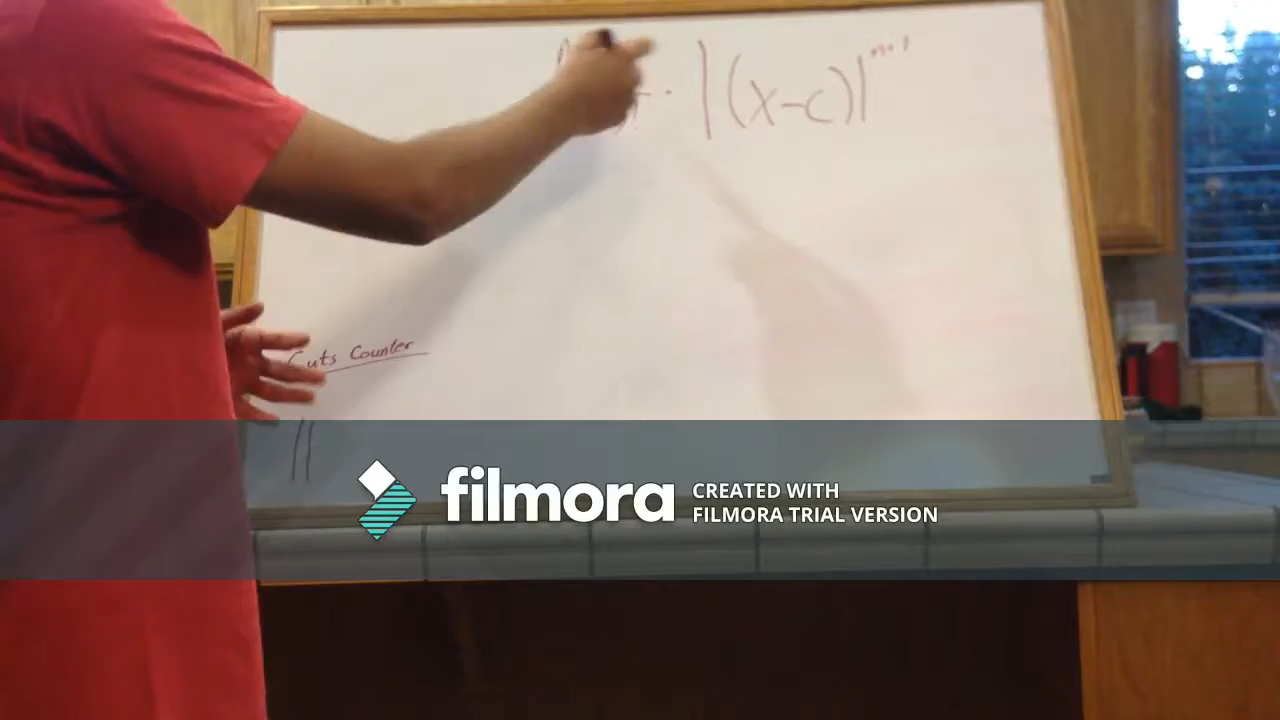 ! · |(x-c)|ⁿ⁺¹
Cuts Counter
||
filmora
CREATED WITH
FILMORA TRIAL VERSION